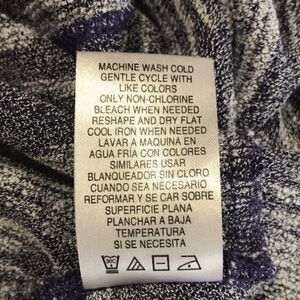 MACHINE WASH COLD
GENTLE CYCLE WITH
LIKE COLORS
ONLY NON-CHLORINE
BLEACH WHEN NEEDED
RESHAPE AND DRY FLAT
COOL IRON WHEN NEEDED
LAVAR A MAQUINA EN
AGUA FRÍA CON COLORES
SIMILARES USAR
BLANQUEADOR SIN CLORO
CUANDO SEA NECESARIO
REFORMAR Y SE CAR SOBRE
SUPERFICIE PLANA
PLANCHAR A BAJA
TEMPERATURA
SI SE NECESITA